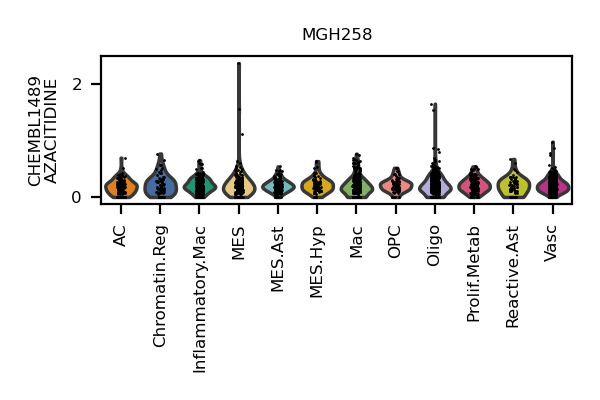 MGH258
CHEMBL1489
AZACITIDINE
2
0
AC
Chromatin.Reg
Inflammatory.Mac
MES
MES.Ast
MES.Hyp
Mac
OPC
Oligo
Prolif.Metab
Reactive.Ast
Vasc